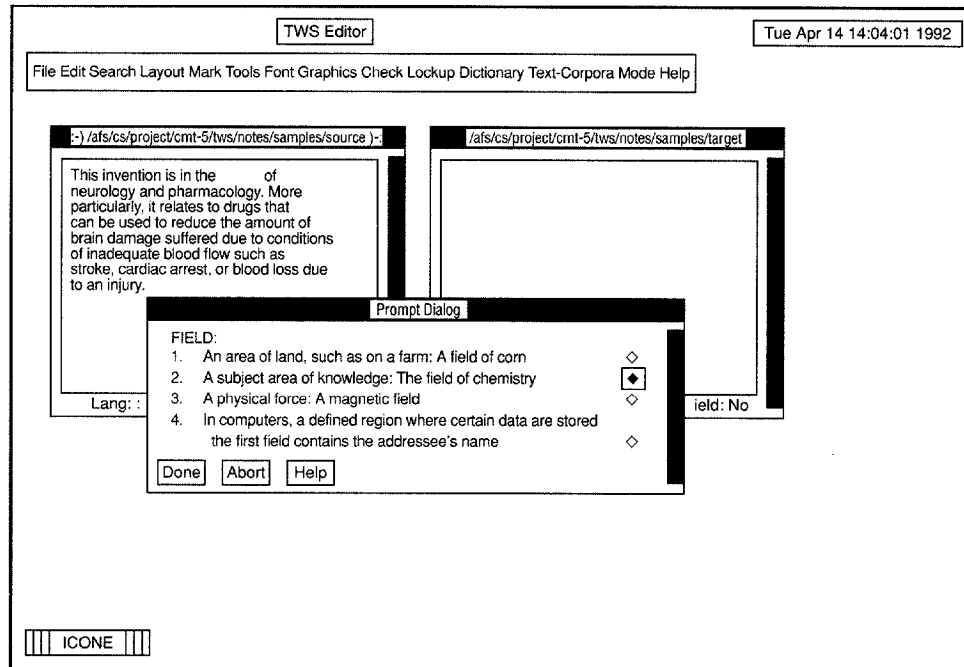 TWS Editor
Tue Apr 14 14:04:01 1992
File Edit Search Layout Mark Tools Font Graphics Check Lockup Dictionary Text-Corpora Mode Help
:-) /afs/cs/project/cmt-5/tws/notes/samples/source )-:
/afs/cs/project/cmt-5/tws/notes/samples/target
This invention is in the of
neurology and pharmacology. More
particularly, it relates to drugs that
can be used to reduce the amount of
brain damage suffered due to conditions
of inadequate blood flow such as
stroke, cardiac arrest, or blood loss due
to an injury.
Prompt Dialog
FIELD:
1. An area of land, such as on a farm: A field of corn
2. A subject area of knowledge: The field of chemistry
3. A physical force: A magnetic field
4. In computers, a defined region where certain data are stored
the first field contains the addressee's name
Done Abort Help
Lang: :
ield: No
ICONE